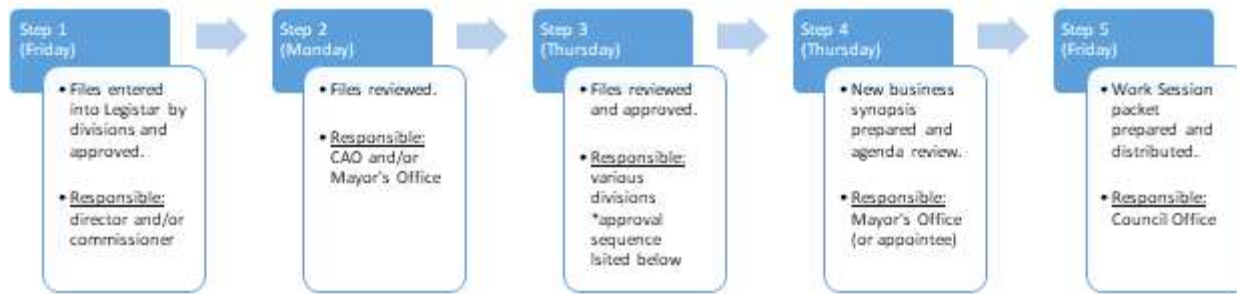 Step 1
(Friday)
• Files entered
into Legistar by
divisions and
approved.
• Responsible:
director and/or
commissioner
Step 2
(Monday)
• Files reviewed.
• Responsible:
CAO and/or
Mayor's Office
Step 3
(Thursday)
• Files reviewed
and approved.
• Responsible:
various
divisions
*approval
sequence
lsited below
Step 4
(Thursday)
• New business
synopsis
prepared and
agenda review.
• Responsible:
Mayor's Office
(or appointee)
Step 5
(Friday)
• Work Session
packet
prepared and
distributed.
• Responsible:
Council Office